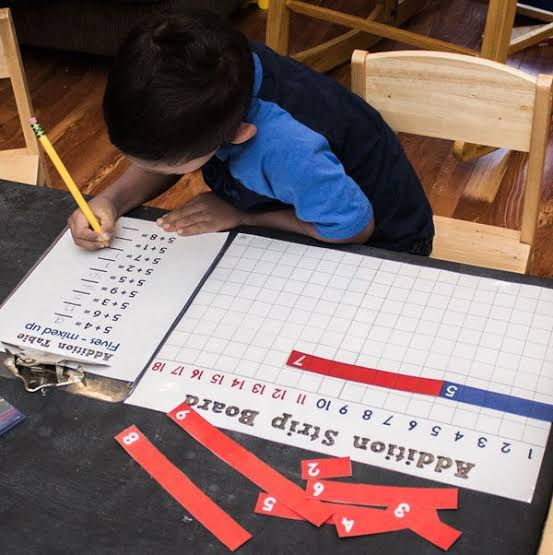 Addition Table
Fives - mixed up
5 + 4 = 9
5 + 6 =
5 + 3 =
5 + 9 =
5 + 5 =
5 + 2 =
5 + 7 =
5 + 1 =
5 + 8 =
Addition Strip Board
1 2 3 4 5 6 7 8 9 10 11 12 13 14 15 16 17 18
5
7
9
8
2
6
5
3
4